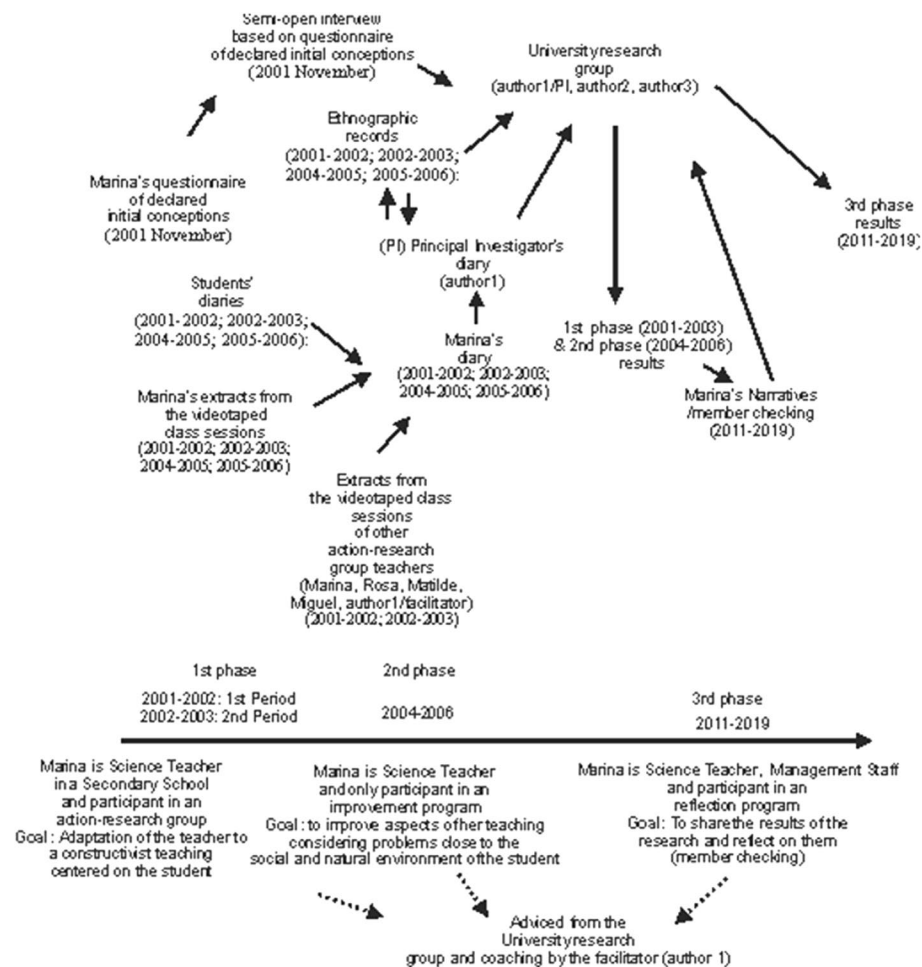 Semi-open interview
based on questionnaire
of declared initial conceptions
(2001 November)
University research
group
(author1/PI, author2, author3)
Ethnographic
records
(2001-2002; 2002-2003;
2004-2005; 2005-2006):
Marina's questionnaire
of declared
initial conceptions
(2001 November)
3rd phase
results
(2011-2019)
(PI) Principal Investigator's
diary
(author1)
Students'
diaries
(2001-2002; 2002-2003;
2004-2005; 2005-2006):
1st phase (2001-2003)
& 2nd phase (2004-2006)
results
Marina's
diary
(2001-2002; 2002-2003;
2004-2005; 2005-2006)
Marina's Narratives
/member checking
(2011-2019)
Marina's extracts from
the videotaped
class sessions
(2001-2002; 2002-2003;
2004-2005; 2005-2006)
Extracts from
the videotaped class
sessions
of other
action-research
group teachers
(Marina, Rosa, Matilde,
Miguel, author1/facilitator)
(2001-2002; 2002-2003)
1st phase
2001-2002: 1st Period
2002-2003: 2nd Period
2nd phase
2004-2006
3rd phase
2011-2019
Marina is Science Teacher
in a Secondary School
and participant in an
action-research group
Goal: Adaptation of the teacher to
a constructivist teaching
centered on the student
Marina is Science Teacher
and only participant in an
improvement program
Goal: to improve aspects of her teaching
considering problems close to the
social and natural environment of the student
Marina is Science Teacher, Management Staff
and participant in an
reflection program
Goal: To share the results of the
research and reflect on them
(member checking)
Adviced from the
University research
group and coaching by the facilitator (author 1)